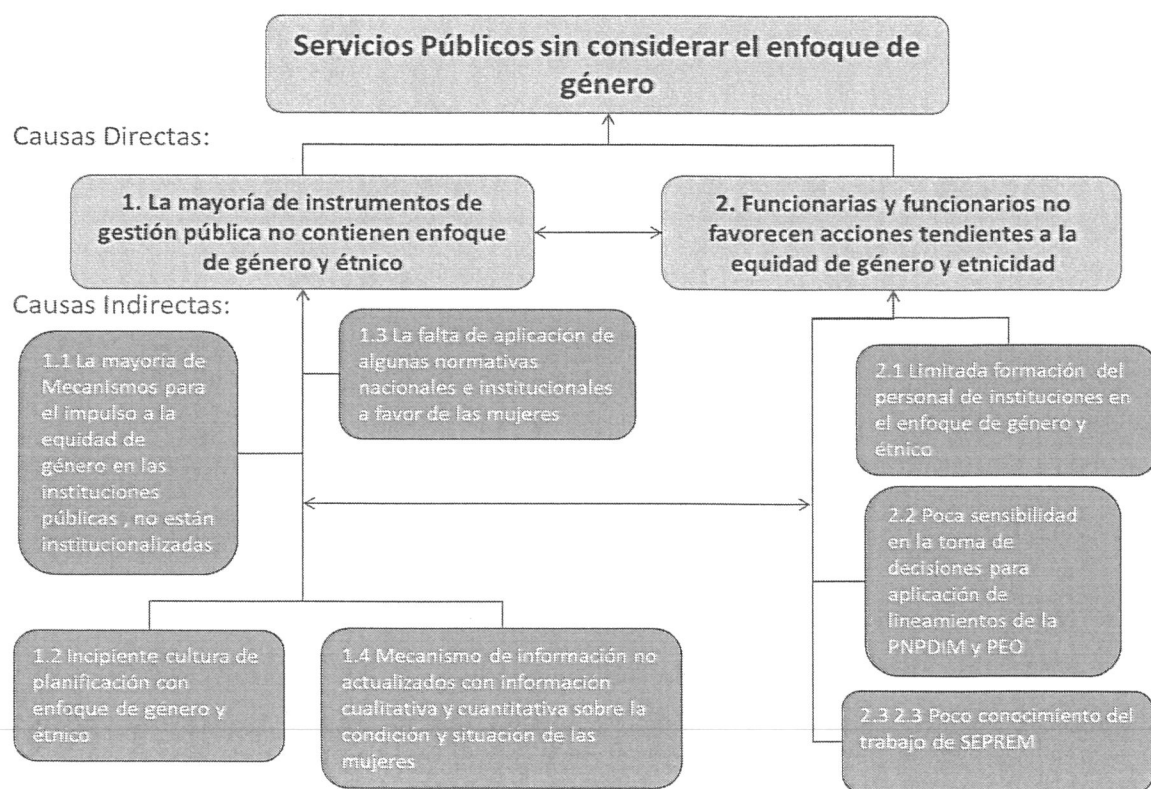 Servicios Públicos sin considerar el enfoque de
género
Causas Directas:
1. La mayoría de instrumentos de
gestión pública no contienen enfoque
de género y étnico
2. Funcionarias y funcionarios no
favorecen acciones tendientes a la
equidad de género y etnicidad
Causas Indirectas:
1.1 La mayoría de
Mecanismos para
el impulso a la
equidad de
género en las
instituciones
públicas , no están
institucionalizadas
1.3 La falta de aplicación de
algunas normativas
nacionales e institucionales
a favor de las mujeres
2.1 Limitada formación del
personal de instituciones en
el enfoque de género y
étnico
2.2 Poca sensibilidad
en la toma de
decisiones para
aplicación de
lineamientos de la
PNPDIM y PEO
1.2 Incipiente cultura de
planificación con
enfoque de género y
étnico
1.4 Mecanismo de información no
actualizados con información
cualitativa y cuantitativa sobre la
condición y situación de las
mujeres
2.3 2.3 Poco conocimiento del
trabajo de SEPREM